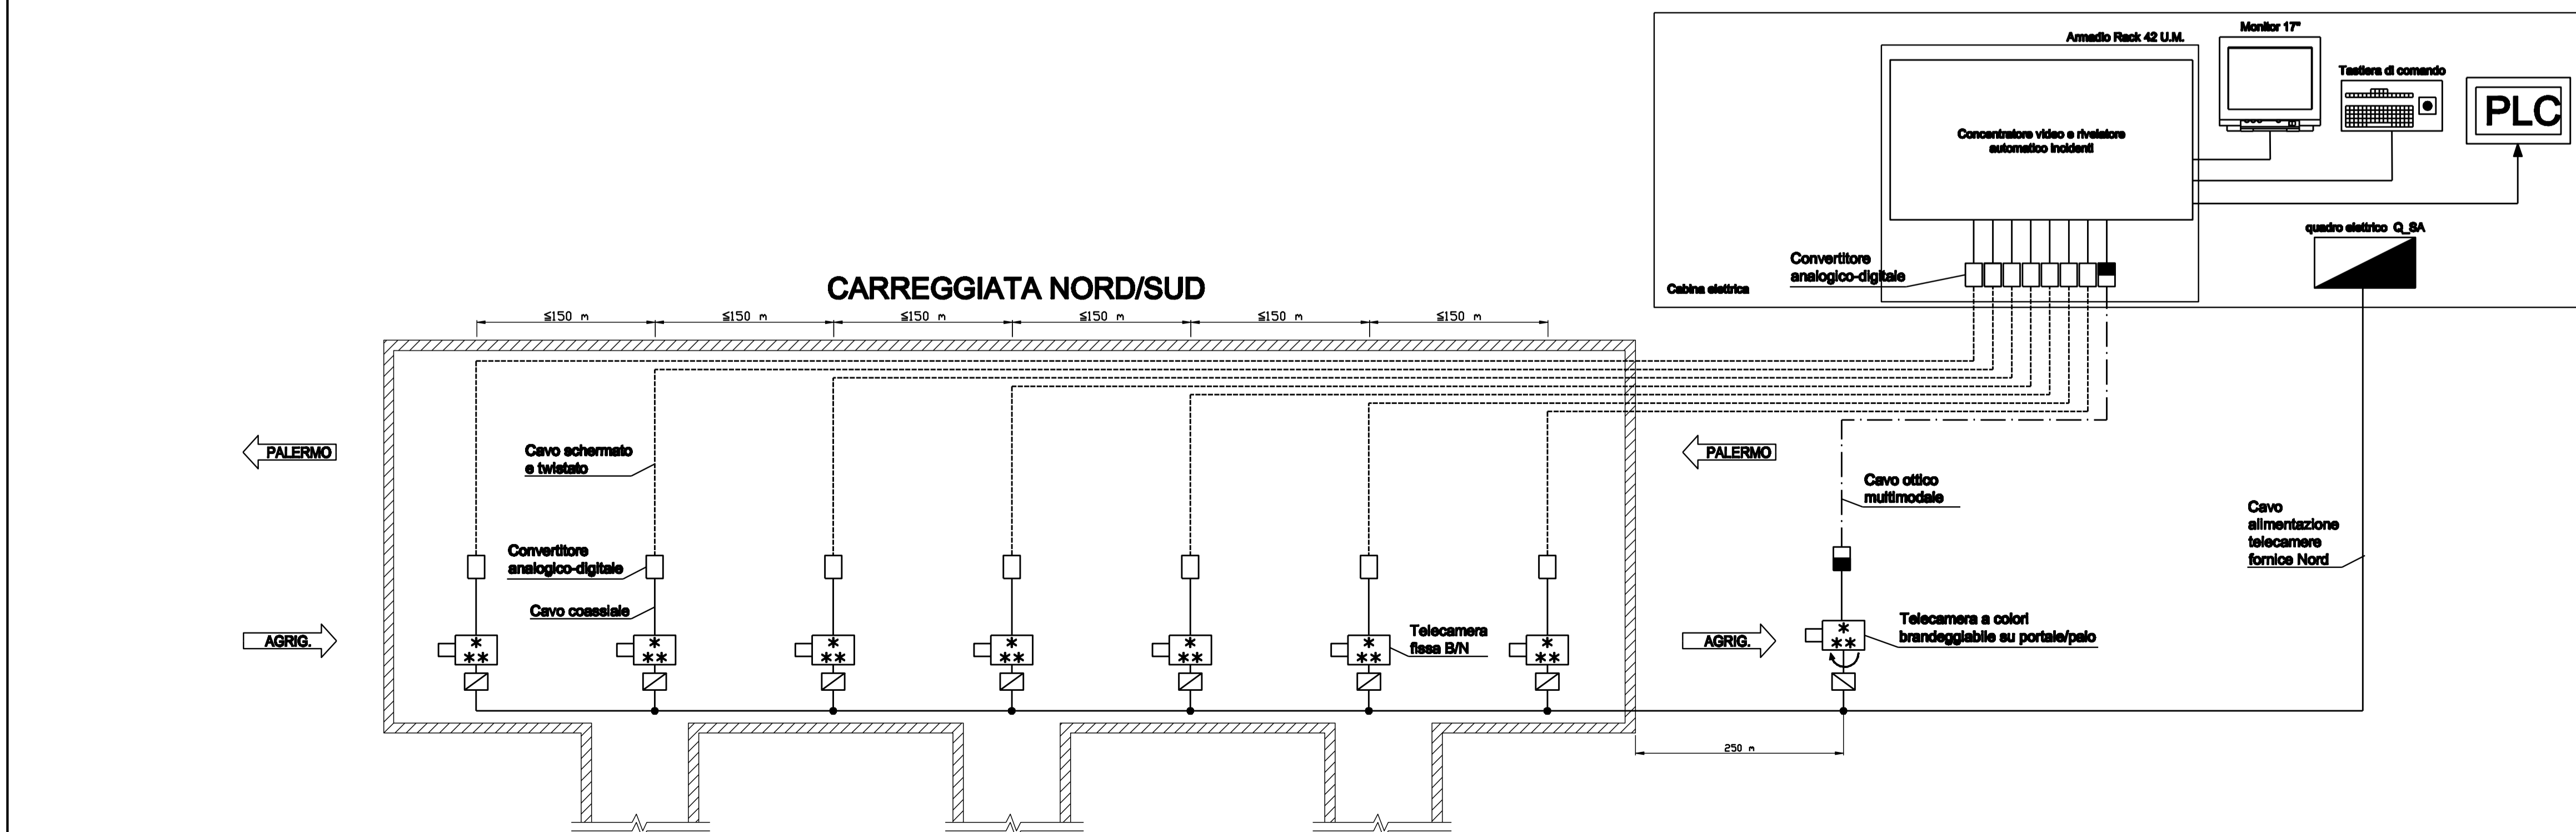 Monitor 17"
Armadio Rack 42 U.M.
Tastiera di comando
PLC
Concentratore video e rivelatore
automatico incidenti
quadro elettrico Q_SA
Convertitore
analogico-digitale
Cabina elettrica
CARREGGIATA NORD/SUD
≤150 m
≤150 m
≤150 m
≤150 m
≤150 m
≤150 m
PALERMO
Cavo schermato
e twistato
PALERMO
Cavo ottico
multimodale
Cavo
alimentazione
telecamere
fornice Nord
Convertitore
analogico-digitale
Cavo coassiale
AGRIG.
Telecamera
fissa B/N
AGRIG.
Telecamera a colori
brandeggiabile su portale/palo
250 m